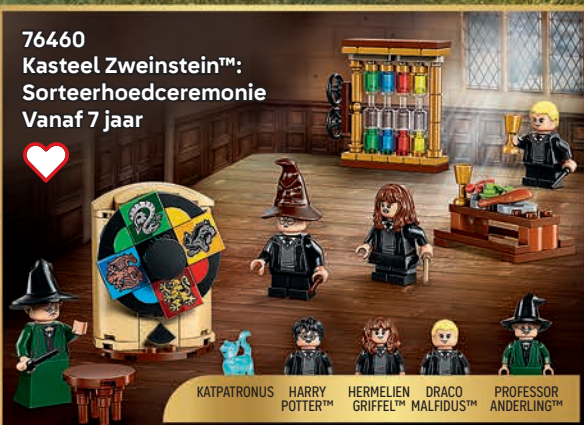 76460
Kasteel Zweinstein™:
Sorteerhoedceremonie
Vanaf 7 jaar
KATPATRONUS
HARRY
POTTER™
HERMELIEN
GRIFFEL™
DRACO
MALFIDUS™
PROFESSOR
ANDERLING™